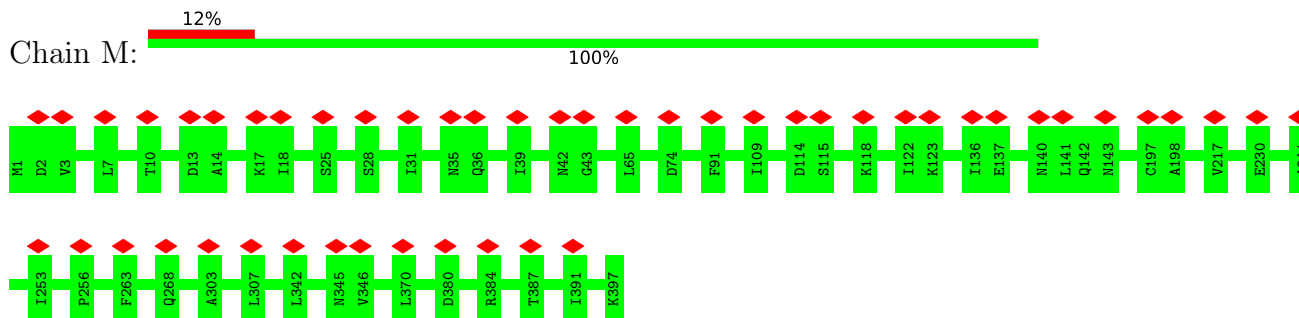 12%
Chain M:
100%
M1 D2 V3 L7 T10 D13 A14 K17 I18 S25 S28 I31 N35 Q36 I39 N42 G43 L65 D74 F91 I109 D114 S115 K118 I122 K123 I136 E137 N140 L141 Q142 N143 C197 A198 V217 E230
I253 P256 F263 Q268 A303 L307 L342 N345 V346 L370 D380 R384 T387 I391 K397